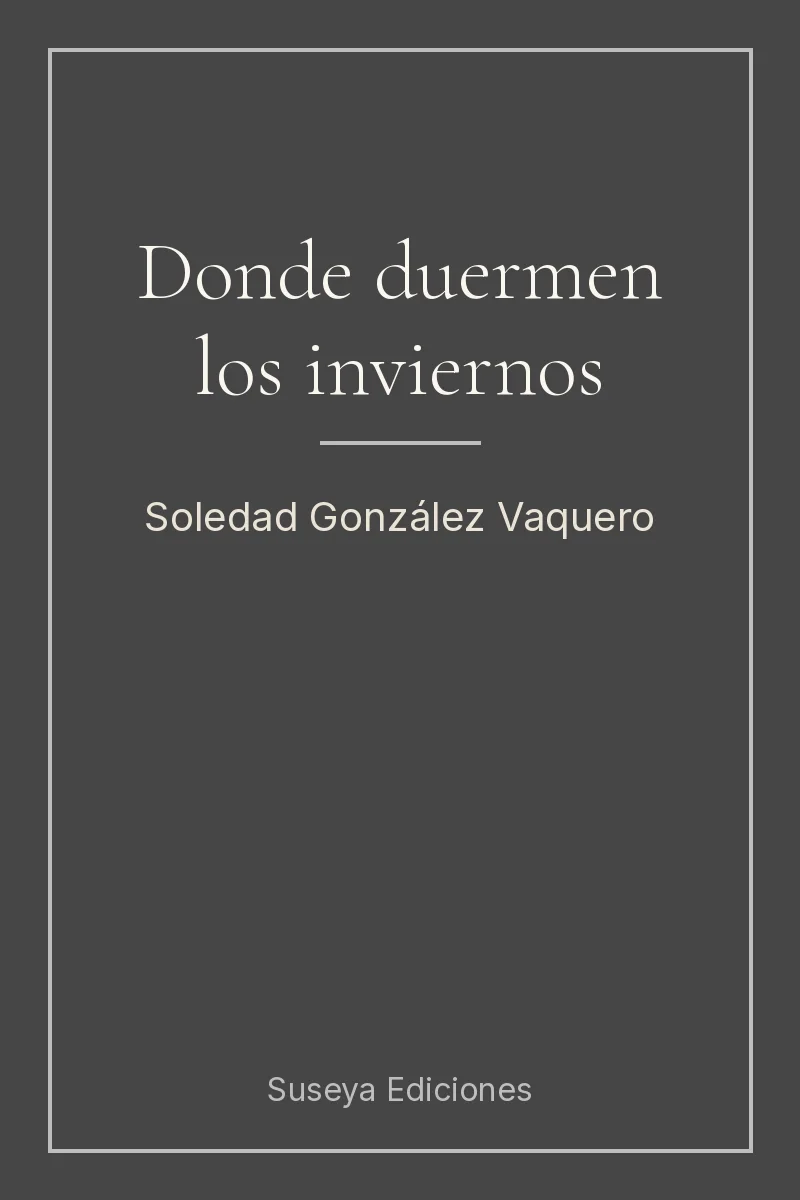 Donde duermen
los inviernos
Soledad González Vaquero
Suseya Ediciones